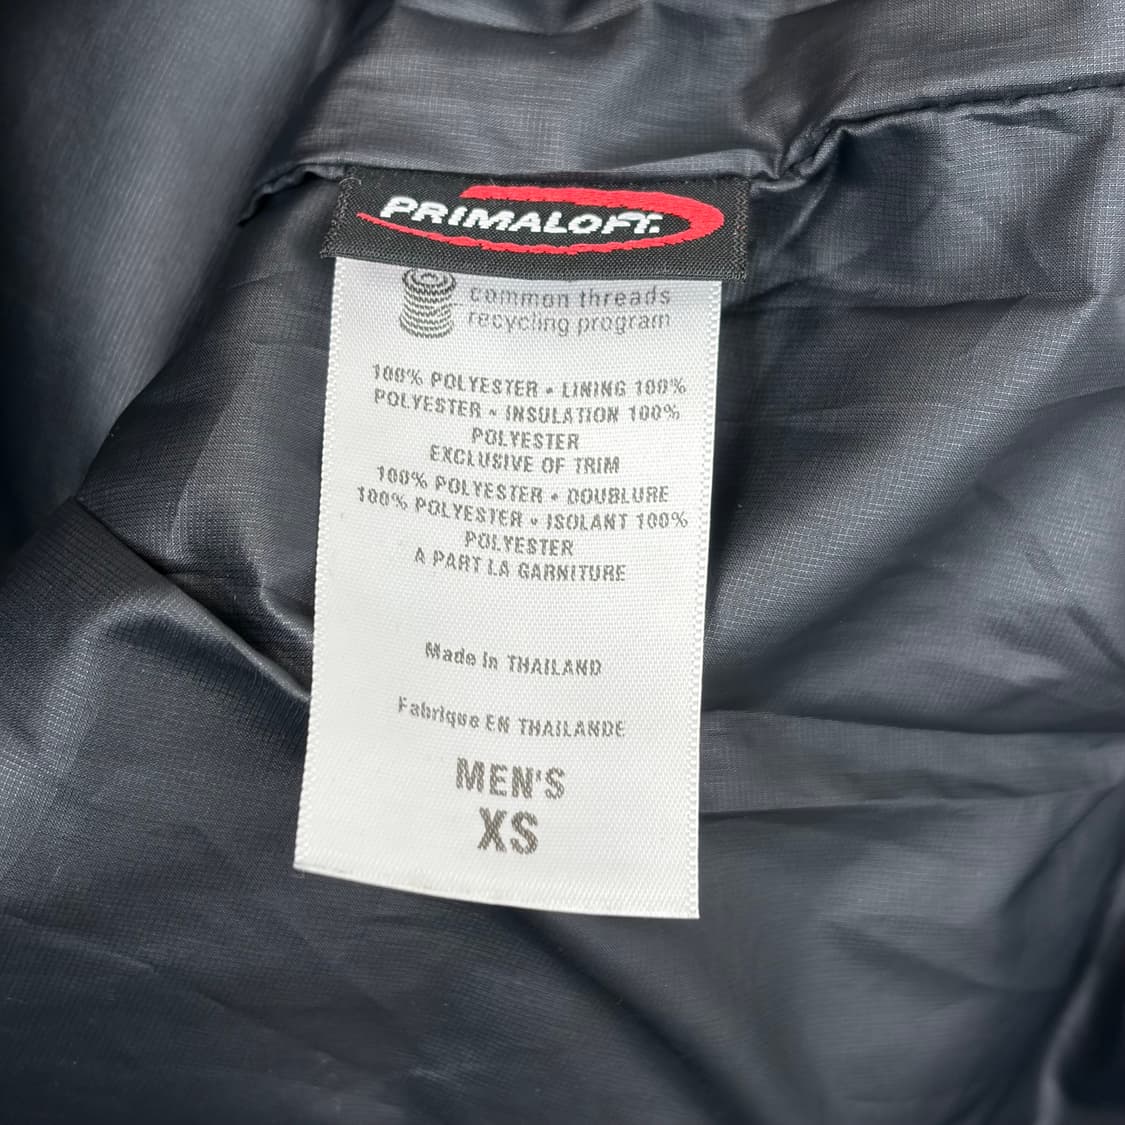 PRIMALOFT.
common threads
recycling program
100% POLYESTER • LINING 100%
POLYESTER • INSULATION 100%
POLYESTER
EXCLUSIVE OF TRIM
100% POLYESTER • DOUBLURE
100% POLYESTER • ISOLANT 100%
POLYESTER
A PART LA GARNITURE
Made in THAILAND
Fabrique EN THAILANDE
MEN'S
XS